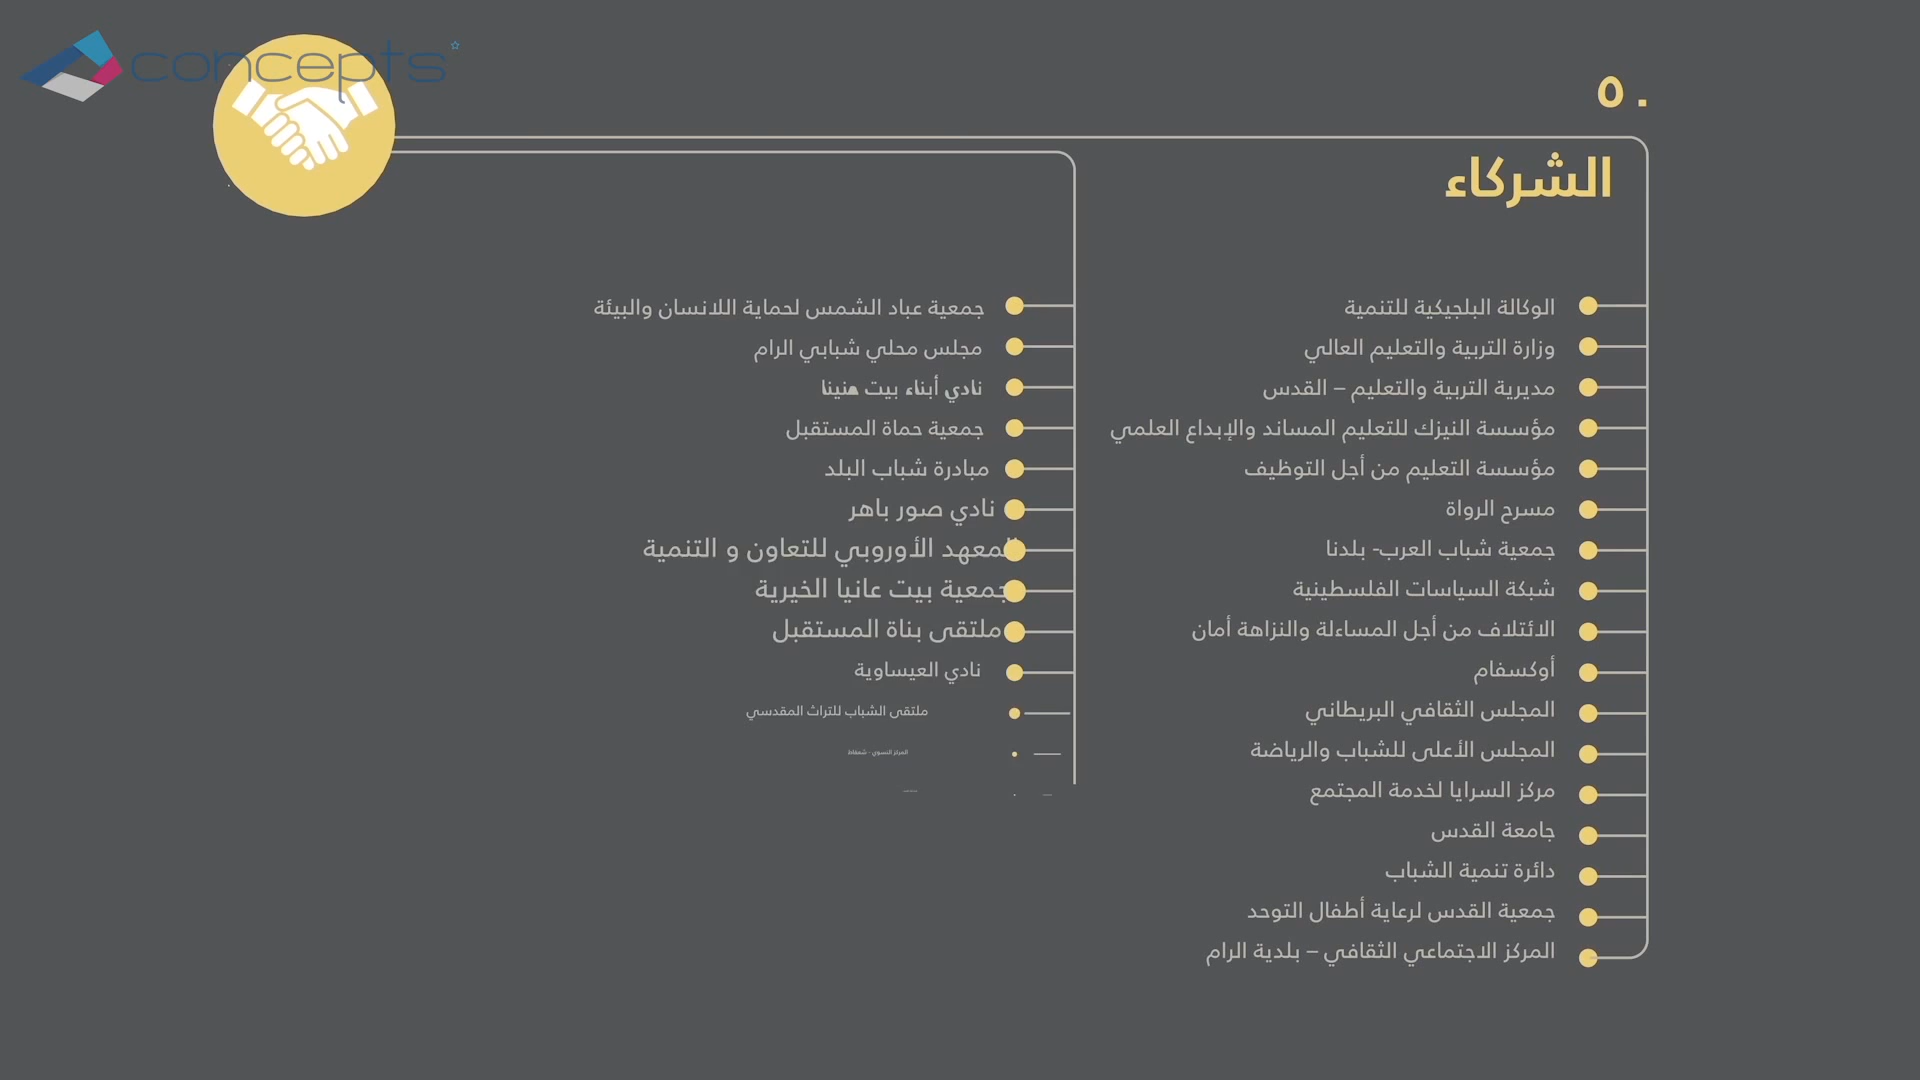 concepts
٥ .
الشركاء
الوكالة البلجيكية للتنمية
وزارة التربية والتعليم العالي
مديرية التربية والتعليم – القدس
مؤسسة النيزك للتعليم المساند والإبداع العلمي
مؤسسة التعليم من أجل التوظيف
مسرح الرواة
جمعية شباب العرب- بلدنا
شبكة السياسات الفلسطينية
الائتلاف من أجل المساءلة والنزاهة أمان
أوكسفام
المجلس الثقافي البريطاني
المجلس الأعلى للشباب والرياضة
مركز السرايا لخدمة المجتمع
جامعة القدس
دائرة تنمية الشباب
جمعية القدس لرعاية أطفال التوحد
المركز الاجتماعي الثقافي – بلدية الرام
جمعية عباد الشمس لحماية اللانسان والبيئة
مجلس محلي شبابي الرام
نادي أبناء بيت هنينا
جمعية حماة المستقبل
مبادرة شباب البلد
نادي صور باهر
المعهد الأوروبي للتعاون و التنمية
جمعية بيت عانيا الخيرية
ملتقى بناة المستقبل
نادي العيساوية
ملتقى الشباب للتراث المقدسي
المركز النسوي - شعفاط